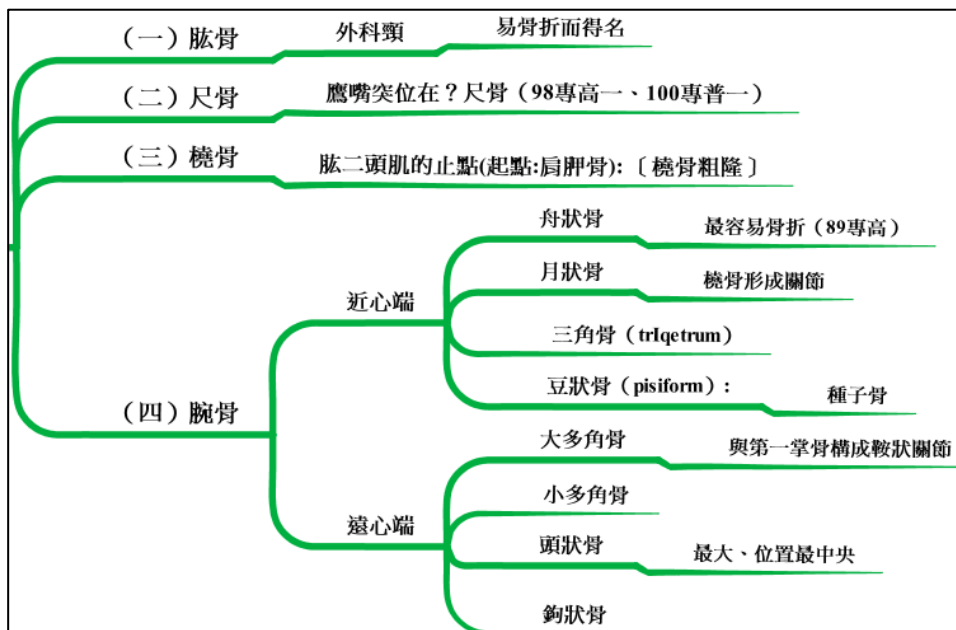 （一）肱骨
外科頸
易骨折而得名
（二）尺骨
鷹嘴突位在？尺骨（98專高一、100專普一）
（三）橈骨
肱二頭肌的止點(起點:肩胛骨):〔橈骨粗隆〕
（四）腕骨
近心端
舟狀骨
最容易骨折（89專高）
月狀骨
橈骨形成關節
三角骨（trIqetrum）
豆狀骨（pisiform）:
種子骨
遠心端
大多角骨
與第一掌骨構成鞍狀關節
小多角骨
頭狀骨
最大、位置最中央
鉤狀骨